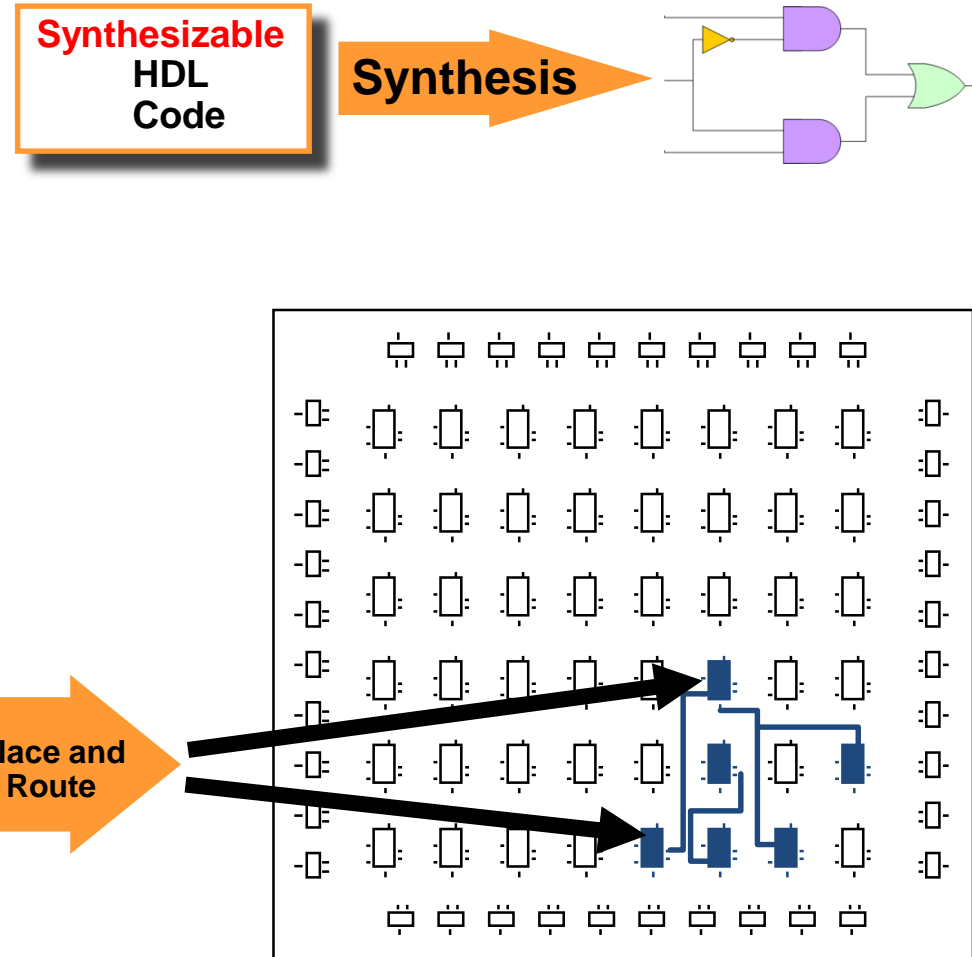 Synthesizable
HDL
Code
Synthesis
lace and
Route